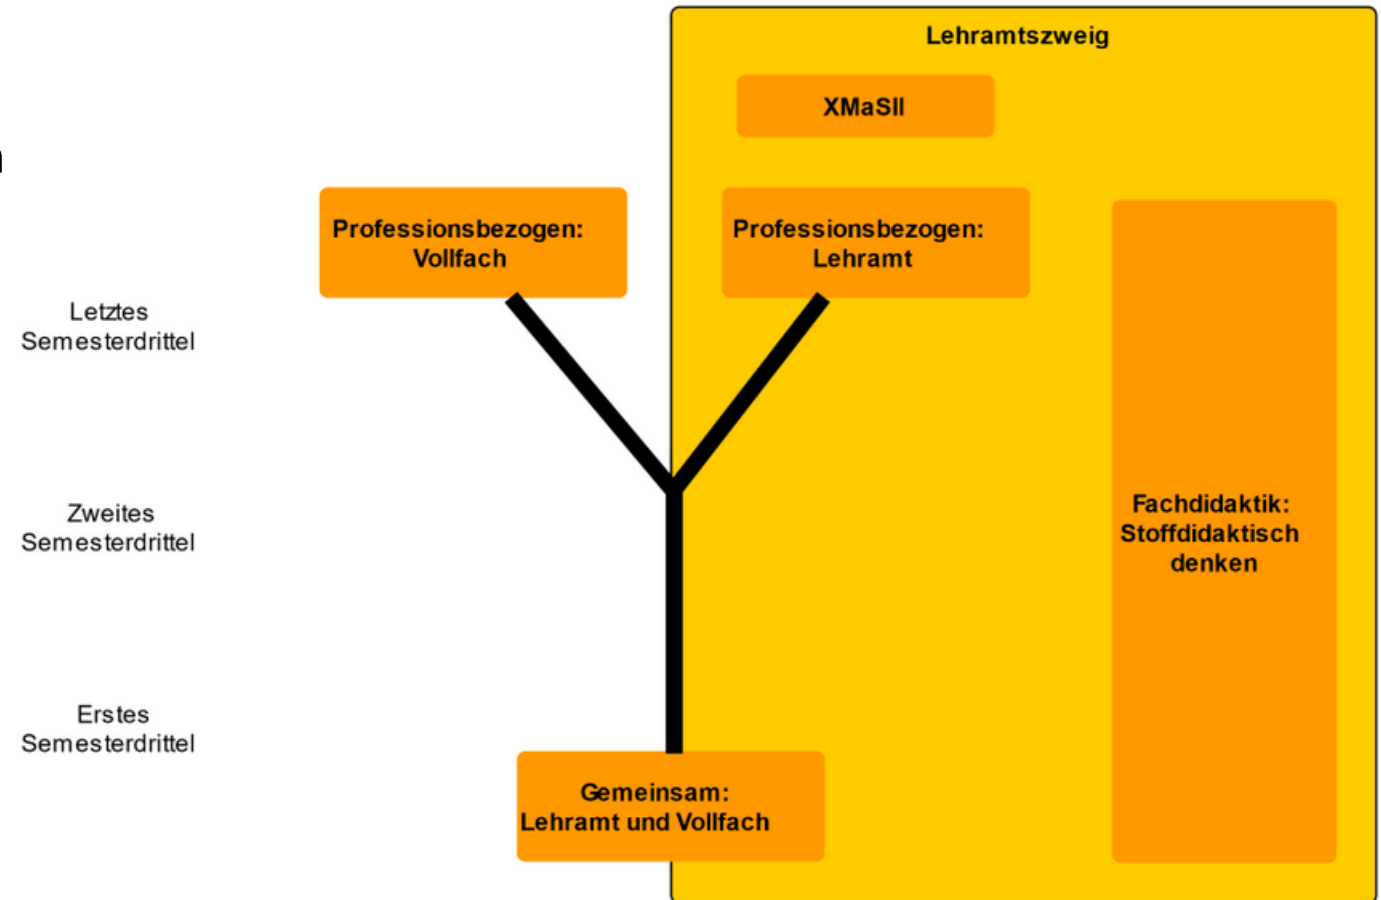 Lehramtszweig
XMaSII
n
Professionsbezogen:
Vollfach
Professionsbezogen:
Lehramt
Letztes
Semesterdrittel
Zweites
Semesterdrittel
Fachdidaktik:
Stoffdidaktisch
denken
Erstes
Semesterdrittel
Gemeinsam:
Lehramt und Vollfach